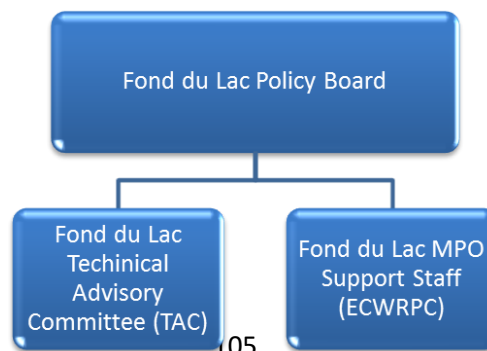 Fond du Lac Policy Board
Fond du Lac
Techinical
Advisory
Committee (TAC)
Fond du Lac MPO
Support Staff
(ECWRPC)
105